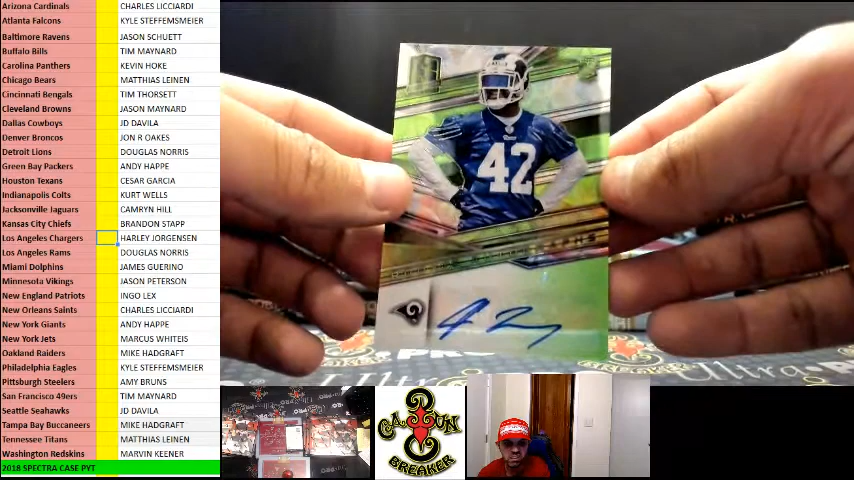 Arizona Cardinals CHARLES LICCIARDI
Atlanta Falcons KYLE STEFFEMSMEIER
Baltimore Ravens JASON SCHUETT
Buffalo Bills TIM MAYNARD
Carolina Panthers KEVIN HOKE
Chicago Bears MATTHIAS LEINEN
Cincinnati Bengals TIM THORSETT
Cleveland Browns JASON MAYNARD
Dallas Cowboys JD DAVILA
Denver Broncos JON R OAKES
Detroit Lions DOUGLAS NORRIS
Green Bay Packers ANDY HAPPE
Houston Texans CESAR GARCIA
Indianapolis Colts KURT WELLS
Jacksonville Jaguars CAMRYN HILL
Kansas City Chiefs BRANDON STAPP
Los Angeles Chargers HARLEY JORGENSEN
Los Angeles Rams DOUGLAS NORRIS
Miami Dolphins JAMES GUERINO
Minnesota Vikings JASON PETERSON
New England Patriots INGO LEX
New Orleans Saints CHARLES LICCIARDI
New York Giants ANDY HAPPE
New York Jets MARCUS WHITEIS
Oakland Raiders MIKE HADGRAFT
Philadelphia Eagles KYLE STEFFEMSMEIER
Pittsburgh Steelers AMY BRUNS
San Francisco 49ers TIM MAYNARD
Seattle Seahawks JD DAVILA
Tampa Bay Buccaneers MIKE HADGRAFT
Tennessee Titans MATTHIAS LEINEN
Washington Redskins MARVIN KEENER
2018 SPECTRA CASE PYT
42
CAJUN
BREAKER